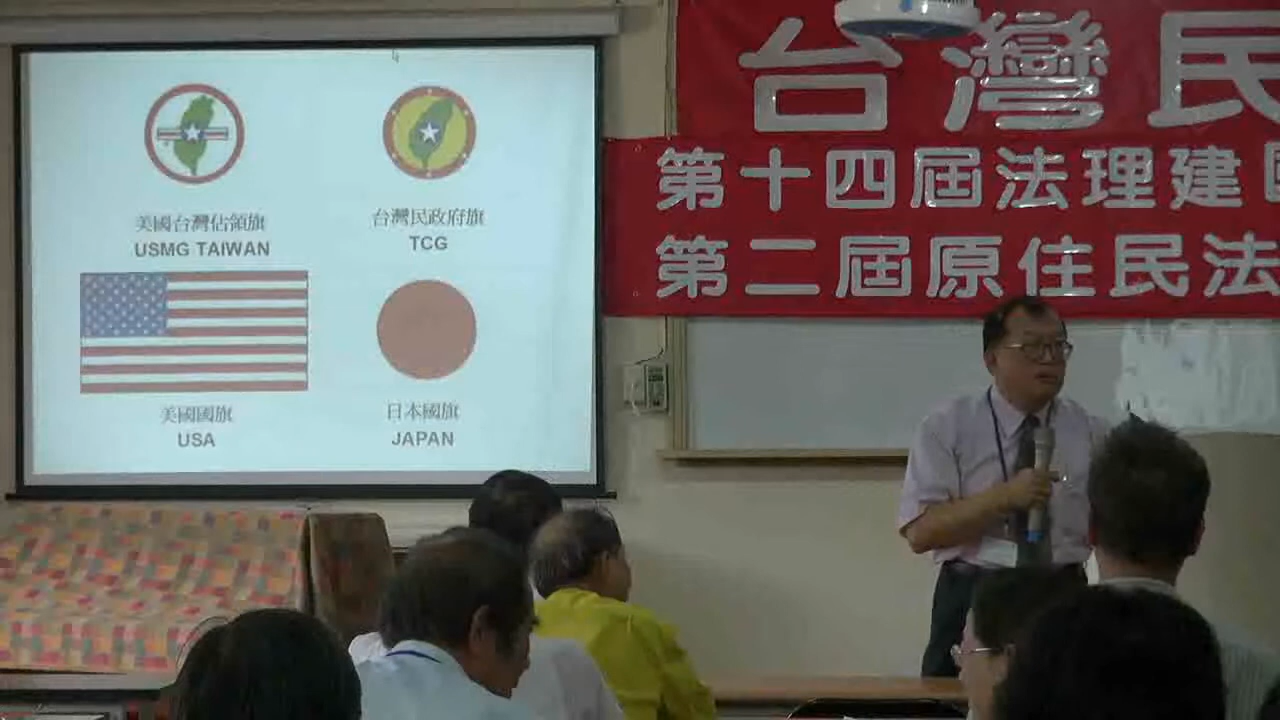 美國台灣佔領旗
USMG TAIWAN
台灣民政府旗
TCG
美國國旗
USA
日本國旗
JAPAN
台灣民
第十四屆法理建
第二屆原住民法